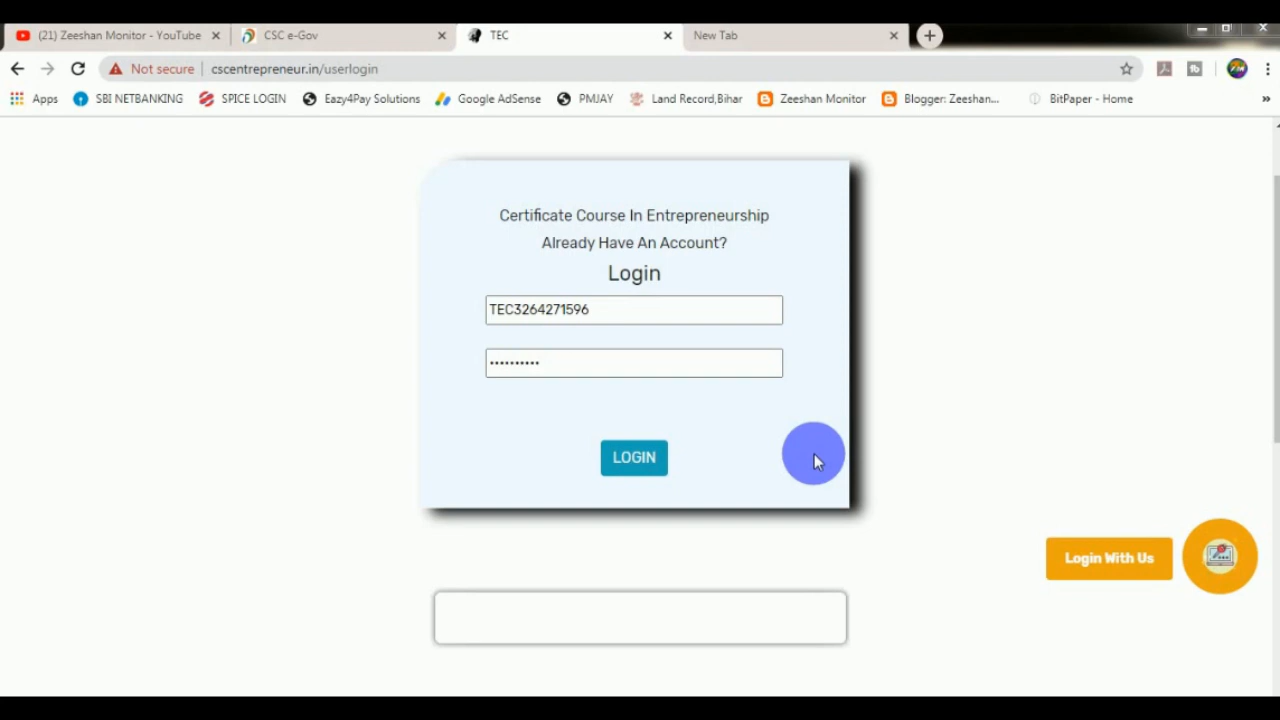 (21) Zeeshan Monitor - YouTube
CSC e-Gov
TEC
New Tab
Not secure
cscentrepreneur.in/userlogin
Apps
SBI NETBANKING
SPICE LOGIN
Eazy4Pay Solutions
Google AdSense
PMJAY
Land Record,Bihar
Zeeshan Monitor
Blogger: Zeeshan...
BitPaper - Home
»
Certificate Course In Entrepreneurship
Already Have An Account?
Login
TEC3264271596
••••••••••
LOGIN
Login With Us